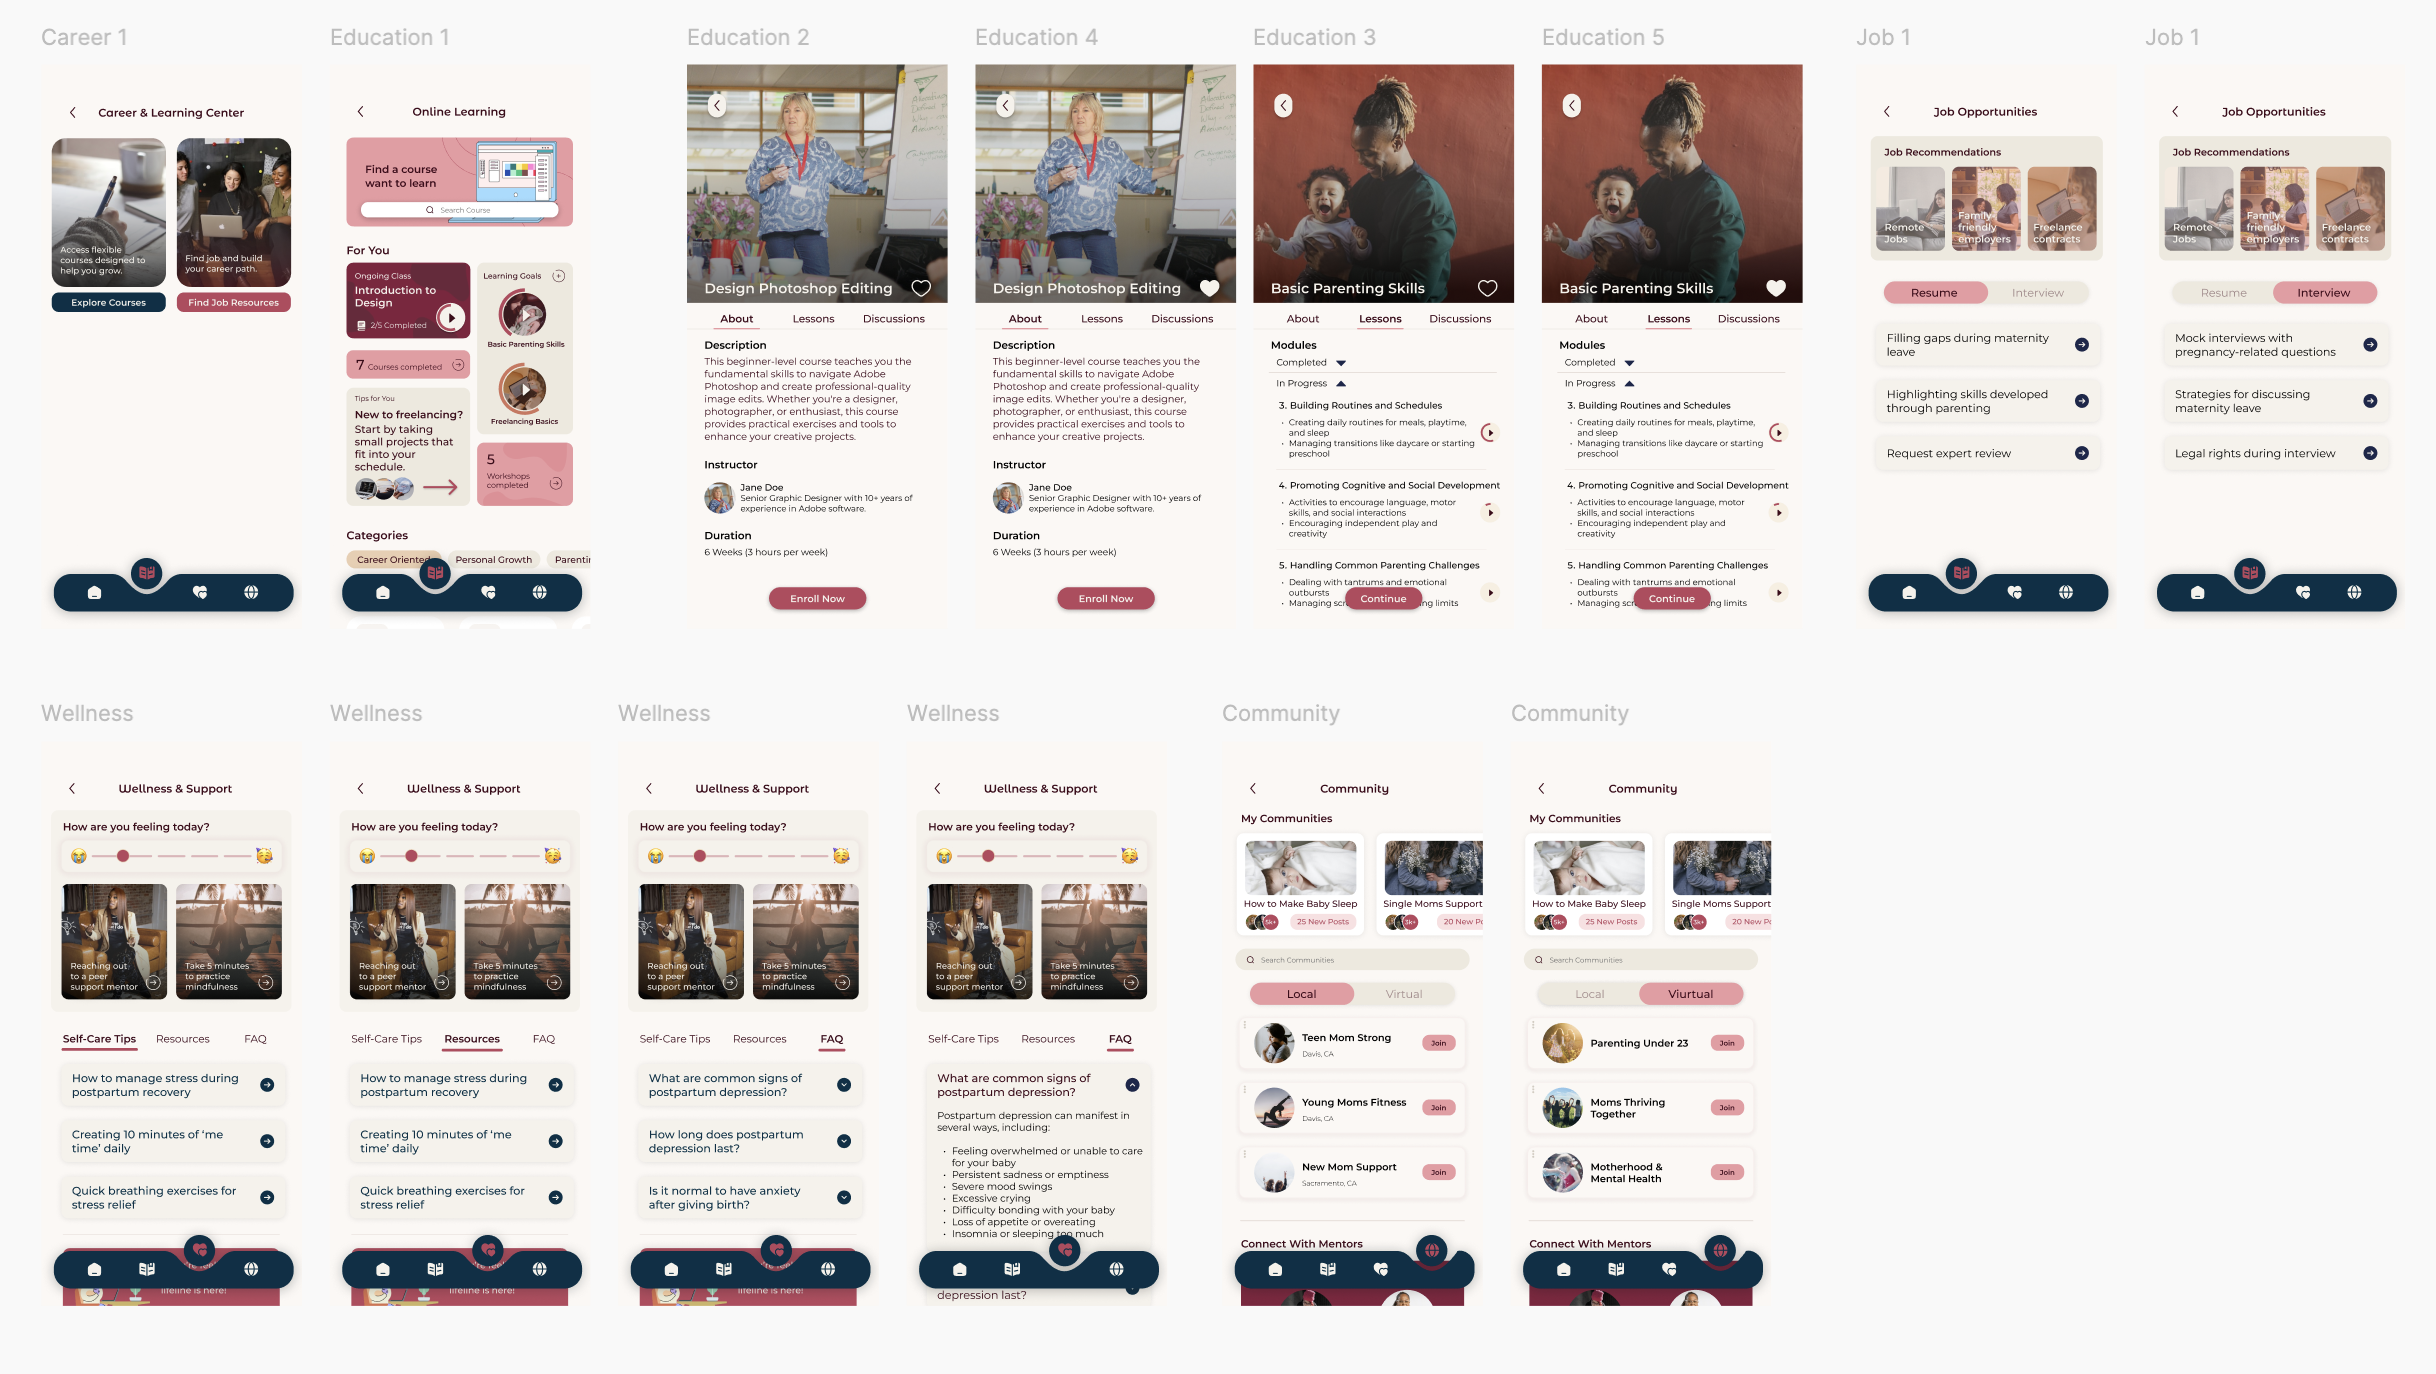 Career 1
Career & Learning Center
Access flexible
courses designed to
help you grow.
Find job and build
your career path.
Explore Courses
Find Job Resources
Education 1
Online Learning
Find a course
want to learn
Search Course
For You
Ongoing Class
Introduction to
Design
2/5 Completed
7 Courses completed
Tips for You
New to freelancing?
Start by taking
small projects that
fit into your
schedule.
Learning Goals
Basic Parenting Skills
Freelancing Basics
5
Workshops
completed
Categories
Career Oriented
Personal Growth
Parentin
Education 2
Design Photoshop Editing
About
Lessons
Discussions
Description
This beginner-level course teaches you the
fundamental skills to navigate Adobe
Photoshop and create professional-quality
image edits. Whether you're a designer,
photographer, or enthusiast, this course
provides practical exercises and tools to
enhance your creative projects.
Instructor
Jane Doe
Senior Graphic Designer with 10+ years of
experience in Adobe software.
Duration
6 Weeks (3 hours per week)
Enroll Now
Education 4
Design Photoshop Editing
About
Lessons
Discussions
Description
This beginner-level course teaches you the
fundamental skills to navigate Adobe
Photoshop and create professional-quality
image edits. Whether you're a designer,
photographer, or enthusiast, this course
provides practical exercises and tools to
enhance your creative projects.
Instructor
Jane Doe
Senior Graphic Designer with 10+ years of
experience in Adobe software.
Duration
6 Weeks (3 hours per week)
Enroll Now
Education 3
Basic Parenting Skills
About
Lessons
Discussions
Modules
Completed
In Progress
3. Building Routines and Schedules
• Creating daily routines for meals, playtime,
and sleep
• Managing transitions like daycare or starting
preschool
4. Promoting Cognitive and Social Development
• Activities to encourage language, motor
skills, and social interactions
• Encouraging independent play and
creativity
5. Handling Common Parenting Challenges
• Dealing with tantrums and emotional
outbursts
• Managing scr
ng limits
Continue
Education 5
Basic Parenting Skills
About
Lessons
Discussions
Modules
Completed
In Progress
3. Building Routines and Schedules
• Creating daily routines for meals, playtime,
and sleep
• Managing transitions like daycare or starting
preschool
4. Promoting Cognitive and Social Development
• Activities to encourage language, motor
skills, and social interactions
• Encouraging independent play and
creativity
5. Handling Common Parenting Challenges
• Dealing with tantrums and emotional
outbursts
• Managing scr
ng limits
Continue
Job 1
Job Opportunities
Job Recommendations
Remote
Jobs
Family-
friendly
employers
Freelance
contracts
Resume
Interview
Filling gaps during maternity
leave
Highlighting skills developed
through parenting
Request expert review
Job 1
Job Opportunities
Job Recommendations
Remote
Jobs
Family-
friendly
employers
Freelance
contracts
Resume
Interview
Mock interviews with
pregnancy-related questions
Strategies for discussing
maternity leave
Legal rights during interview
Wellness
Wellness & Support
How are you feeling today?
Reaching out
to a peer
support mentor
Take 5 minutes
to practice
mindfulness
Self-Care Tips
Resources
FAQ
How to manage stress during
postpartum recovery
Creating 10 minutes of ‘me
time’ daily
Quick breathing exercises for
stress relief
lifeline is here!
Wellness
Wellness & Support
How are you feeling today?
Reaching out
to a peer
support mentor
Take 5 minutes
to practice
mindfulness
Self-Care Tips
Resources
FAQ
How to manage stress during
postpartum recovery
Creating 10 minutes of ‘me
time’ daily
Quick breathing exercises for
stress relief
lifeline is here!
Wellness
Wellness & Support
How are you feeling today?
Reaching out
to a peer
support mentor
Take 5 minutes
to practice
mindfulness
Self-Care Tips
Resources
FAQ
What are common signs of
postpartum depression?
How long does postpartum
depression last?
Is it normal to have anxiety
after giving birth?
lifeline is here!
Wellness
Wellness & Support
How are you feeling today?
Reaching out
to a peer
support mentor
Take 5 minutes
to practice
mindfulness
Self-Care Tips
Resources
FAQ
What are common signs of
postpartum depression?
Postpartum depression can manifest in
several ways, including:
• Feeling overwhelmed or unable to care
for your baby
• Persistent sadness or emptiness
• Severe mood swings
• Excessive crying
• Difficulty bonding with your baby
• Loss of appetite or overeating
• Insomnia or sleeping too much
depression last?
Community
Community
My Communities
How to Make Baby Sleep
5k+
25 New Posts
Single Moms Support
3k+
20 New Po
Search Communities
Local
Virtual
Teen Mom Strong
Davis, CA
Join
Young Moms Fitness
Davis, CA
Join
New Mom Support
Sacramento, CA
Join
Connect With Mentors
Community
Community
My Communities
How to Make Baby Sleep
5k+
25 New Posts
Single Moms Support
3k+
20 New Po
Search Communities
Local
Viurtual
Parenting Under 23
Join
Moms Thriving
Together
Join
Motherhood &
Mental Health
Join
Connect With Mentors